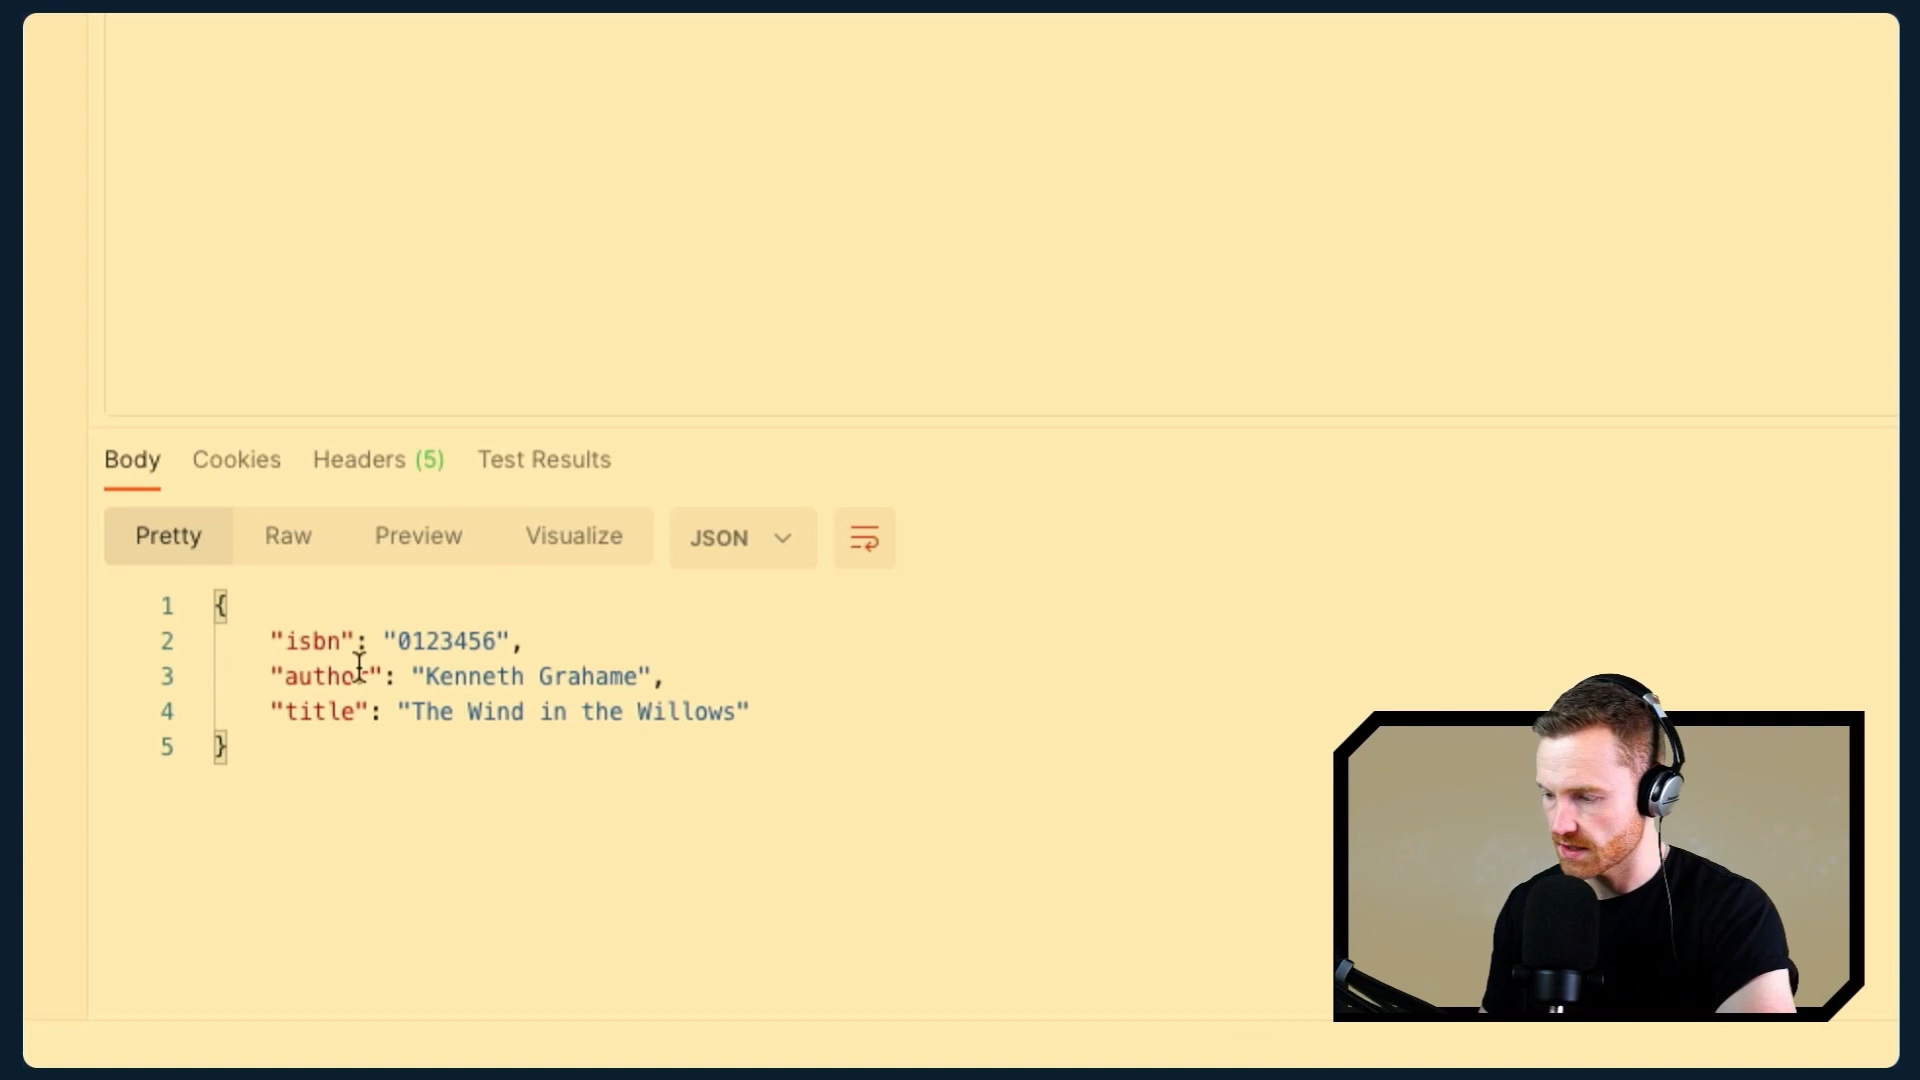 Body Cookies Headers (5) Test Results
Pretty Raw Preview Visualize JSON
1 {
2 "isbn": "0123456",
3 "author": "Kenneth Grahame",
4 "title": "The Wind in the Willows"
5 }